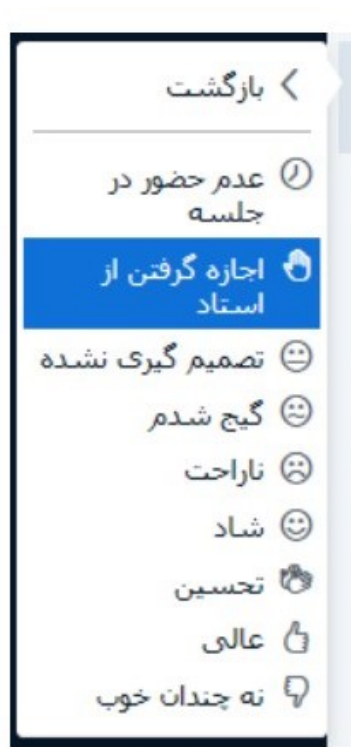 بازگشت
عدم حضور در
جلسه
اجازه گرفتن از
استاد
تصمیم گیری نشده
گیج شدم
ناراحت
شاد
تحسین
عالی
نه چندان خوب